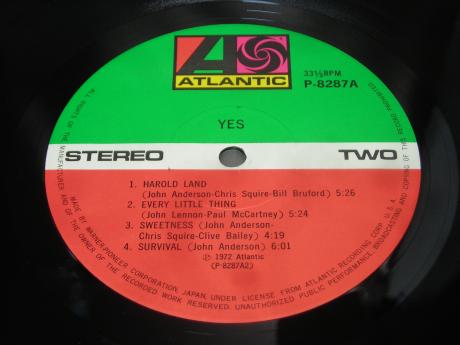 ATLANTIC
33⅓RPM
P-8287A
YES
STEREO
TWO
1. HAROLD LAND
(John Anderson-Chris Squire-Bill Bruford) 5:26
2. EVERY LITTLE THING
(John Lennon-Paul McCartney) 5:24
3. SWEETNESS (John Anderson-
Chris Squire-Clive Bailey) 4:19
4. SURVIVAL (John Anderson) 6:01
Ⓟ 1972 Atlantic
(P-8287A2)
ALL RIGHTS OF THE MANUFACTURER AND OF THE OWNER OF THE RECORDED WORK RESERVED. UNAUTHORIZED PUBLIC PERFORMANCE, BROADCASTING AND COPYING OF THIS RECORD PROHIBITED
MADE BY WARNER-PIONEER CORPORATION, JAPAN, UNDER LICENSE FROM ATLANTIC RECORDING CORP. U.S.A.